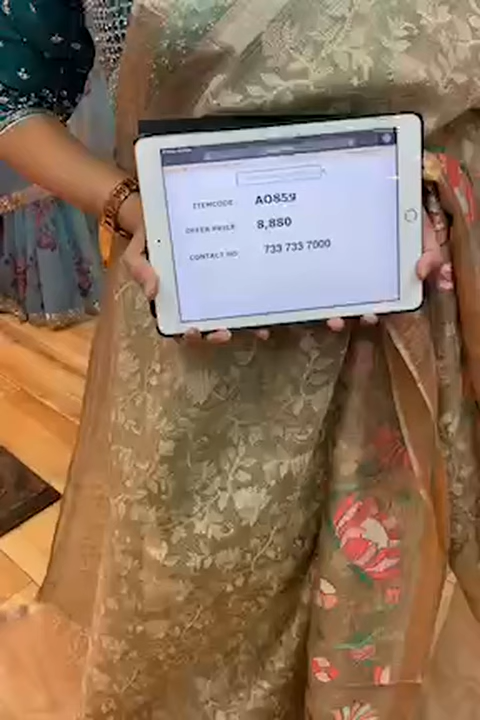 ITEMCODE AO859
OFFER PRICE 8,880
CONTACT NO 733 733 7000